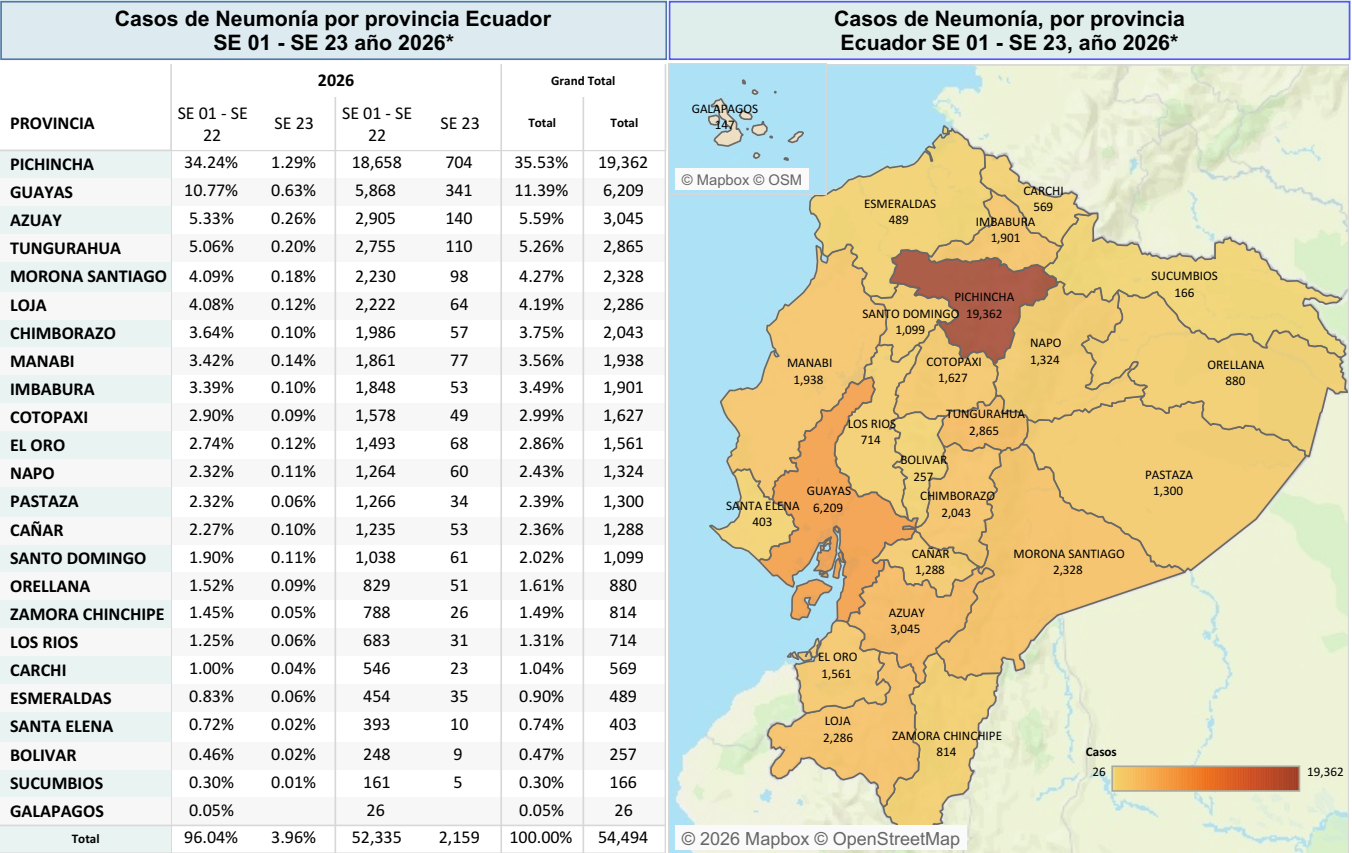 Casos de Neumonía por provincia Ecuador
SE 01 - SE 23 año 2026*
2026 Grand Total
PROVINCIA SE 01 - SE 22 SE 23 SE 01 - SE 22 SE 23 Total Total
PICHINCHA 34.24% 1.29% 18,658 704 35.53% 19,362
GUAYAS 10.77% 0.63% 5,868 341 11.39% 6,209
AZUAY 5.33% 0.26% 2,905 140 5.59% 3,045
TUNGURAHUA 5.06% 0.20% 2,755 110 5.26% 2,865
MORONA SANTIAGO 4.09% 0.18% 2,230 98 4.27% 2,328
LOJA 4.08% 0.12% 2,222 64 4.19% 2,286
CHIMBORAZO 3.64% 0.10% 1,986 57 3.75% 2,043
MANABI 3.42% 0.14% 1,861 77 3.56% 1,938
IMBABURA 3.39% 0.10% 1,848 53 3.49% 1,901
COTOPAXI 2.90% 0.09% 1,578 49 2.99% 1,627
EL ORO 2.74% 0.12% 1,493 68 2.86% 1,561
NAPO 2.32% 0.11% 1,264 60 2.43% 1,324
PASTAZA 2.32% 0.06% 1,266 34 2.39% 1,300
CAÑAR 2.27% 0.10% 1,235 53 2.36% 1,288
SANTO DOMINGO 1.90% 0.11% 1,038 61 2.02% 1,099
ORELLANA 1.52% 0.09% 829 51 1.61% 880
ZAMORA CHINCHIPE 1.45% 0.05% 788 26 1.49% 814
LOS RIOS 1.25% 0.06% 683 31 1.31% 714
CARCHI 1.00% 0.04% 546 23 1.04% 569
ESMERALDAS 0.83% 0.06% 454 35 0.90% 489
SANTA ELENA 0.72% 0.02% 393 10 0.74% 403
BOLIVAR 0.46% 0.02% 248 9 0.47% 257
SUCUMBIOS 0.30% 0.01% 161 5 0.30% 166
GALAPAGOS 0.05% 26 0.05% 26
Total 96.04% 3.96% 52,335 2,159 100.00% 54,494
Casos de Neumonía, por provincia
Ecuador SE 01 - SE 23, año 2026*
GALAPAGOS
147
© Mapbox © OSM
CARCHI
569
ESMERALDAS
489
IMBABURA
1,901
SUCUMBIOS
166
PICHINCHA
19,362
SANTO DOMINGO
1,099
NAPO
1,324
MANABI
1,938
COTOPAXI
1,627
ORELLANA
880
TUNGURAHUA
2,865
LOS RIOS
714
BOLIVAR
257
PASTAZA
1,300
GUAYAS
6,209
CHIMBORAZO
2,043
SANTA ELENA
403
CAÑAR
1,288
MORONA SANTIAGO
2,328
AZUAY
3,045
EL ORO
1,561
LOJA
2,286
ZAMORA CHINCHIPE
814
Casos
26 19,362
© 2026 Mapbox © OpenStreetMap